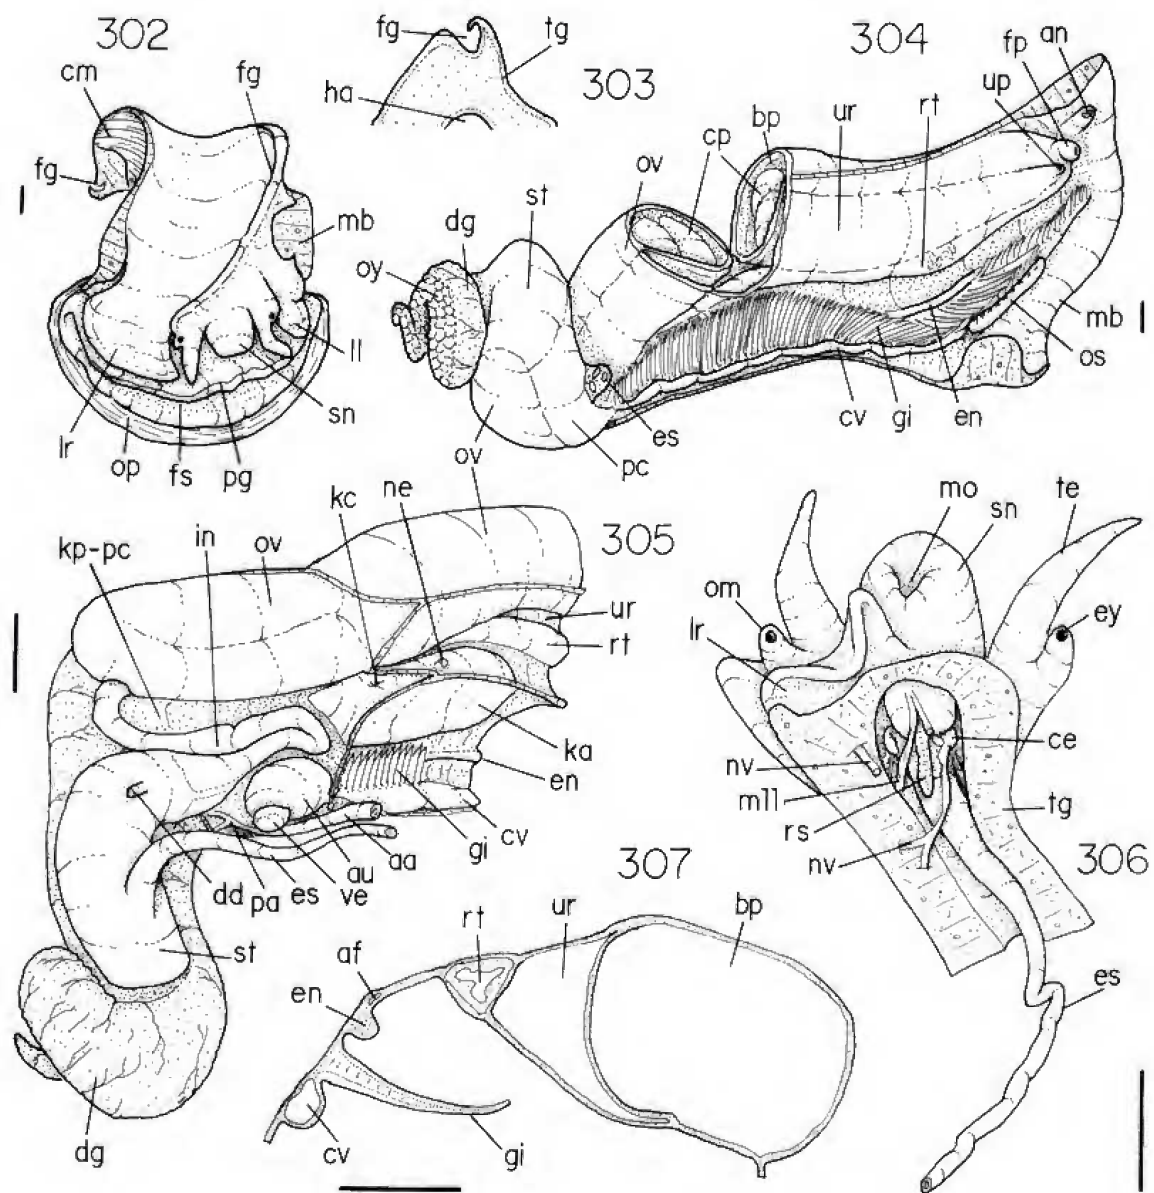 302
cm
fg
fg
mb
ll
sn
pg
fs
op
lr
303
fg
tg
ha
304
an
fp
up
rt
ur
bp
cp
ov
st
dg
oy
mb
os
en
gi
cv
es
pc
ov
305
ne
kc
ov
in
kp-pc
ur
rt
ka
en
cv
gi
aa
au
ve
es
pa
dd
st
dg
306
mo
sn
te
om
ey
lr
ce
nv
mll
rs
tg
nv
es
307
bp
ur
rt
af
en
cv
gi